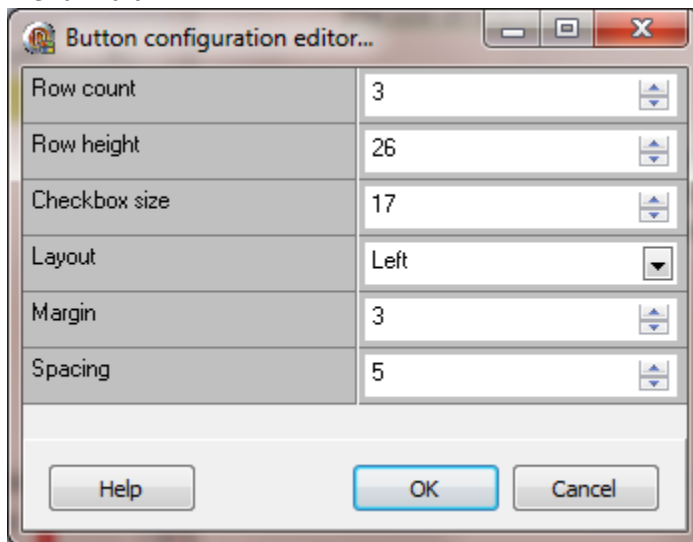 Button configuration editor...
Row count 3
Row height 26
Checkbox size 17
Layout Left
Margin 3
Spacing 5
Help OK Cancel